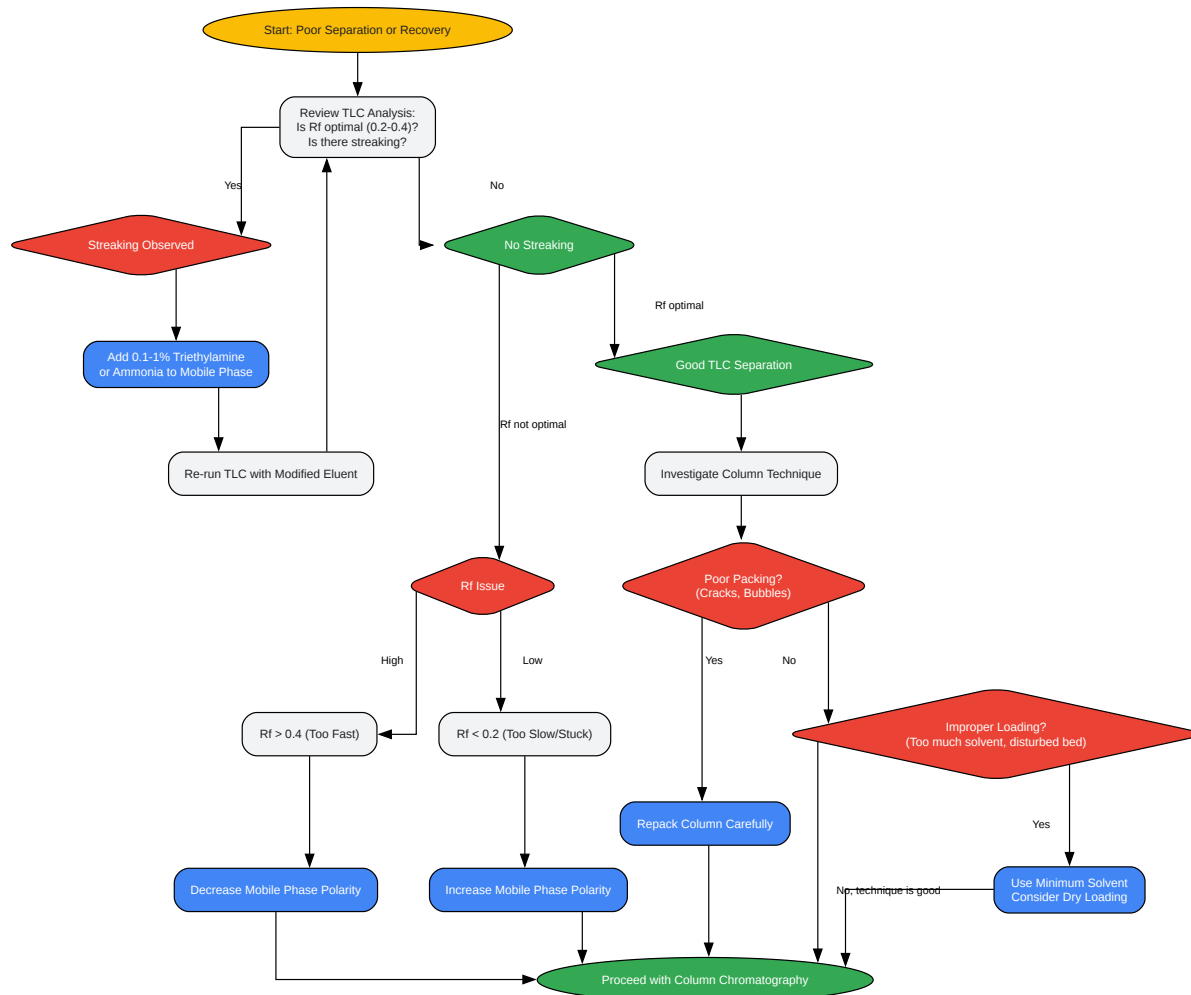 Start: Poor Separation or Recovery
Review TLC Analysis:
Is Rf optimal (0.2-0.4)?
Is there streaking?
Yes
No
Streaking Observed
No Streaking
Rf optimal
Add 0.1-1% Triethylamine
or Ammonia to Mobile Phase
Good TLC Separation
Rf not optimal
Re-run TLC with Modified Eluent
Investigate Column Technique
Rf Issue
Poor Packing?
(Cracks, Bubbles)
High
Low
Yes
No
Rf > 0.4 (Too Fast)
Rf < 0.2 (Too Slow/Stuck)
Improper Loading?
(Too much solvent, disturbed bed)
Repack Column Carefully
Yes
Decrease Mobile Phase Polarity
Increase Mobile Phase Polarity
No, technique is good
Use Minimum Solvent
Consider Dry Loading
Proceed with Column Chromatography